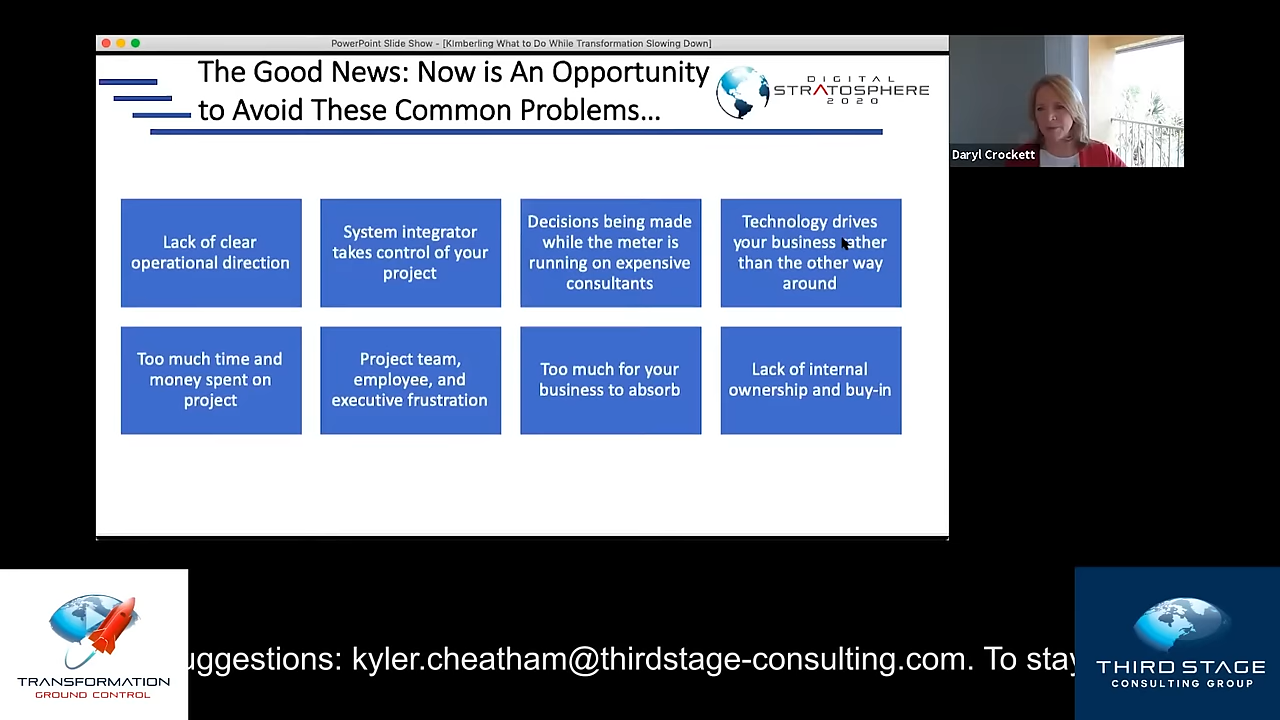 PowerPoint Slide Show - [KImberling What to Do While Transformation Slowing Down]
The Good News: Now is An Opportunity
to Avoid These Common Problems...
DIGITAL
STRATOSPHERE
2020
Daryl Crockett
Lack of clear
operational direction
System integrator
takes control of your
project
Decisions being made
while the meter is
running on expensive
consultants
Technology drives
your business rather
than the other way
around
Too much time and
money spent on
project
Project team,
employee, and
executive frustration
Too much for your
business to absorb
Lack of internal
ownership and buy-in
TRANSFORMATION
GROUND CONTROL
uggestions: kyler.cheatham@thirdstage-consulting.com. To stay
THIRD STAGE
CONSULTING GROUP